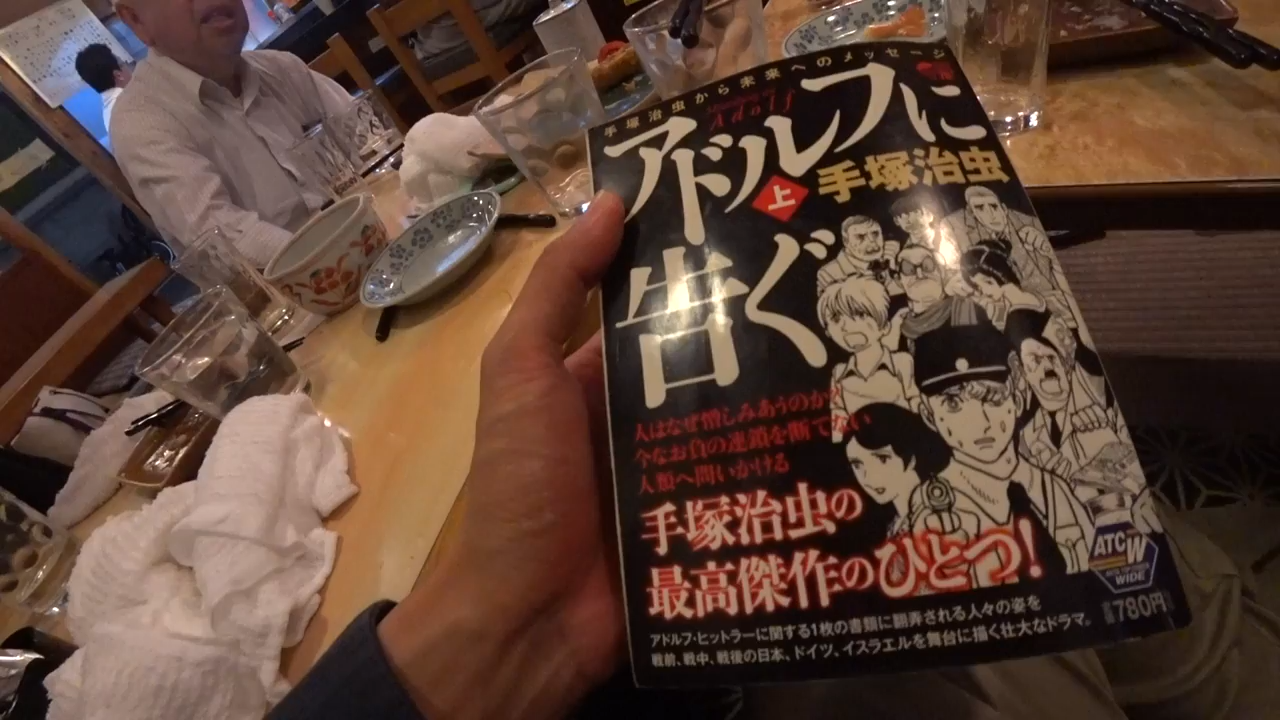 手塚治虫から未来へのメッセージ
Adolf
アドルフに
上
手塚治虫
告ぐ
人はなぜ憎しみあうのか?
今なお負の連鎖を断てない
人類へ問いかける
手塚治虫の
最高傑作のひとつ!
アドルフ・ヒットラーに関する1枚の書類に翻弄される人々の姿を
戦前、戦中、戦後の日本、ドイツ、イスラエルを舞台に描く壮大なドラマ。
ATCW
WIDE
780円